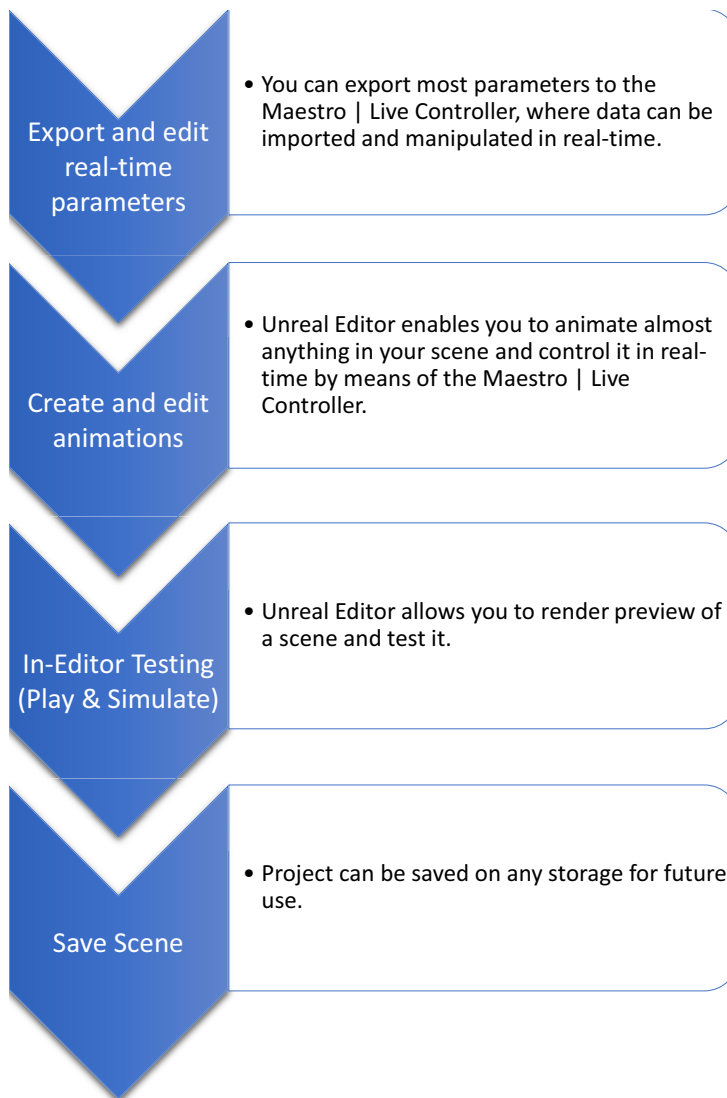 Export and edit
real-time
parameters
• You can export most parameters to the
Maestro | Live Controller, where data can be
imported and manipulated in real-time.
Create and edit
animations
• Unreal Editor enables you to animate almost
anything in your scene and control it in real-
time by means of the Maestro | Live
Controller.
In-Editor Testing
(Play & Simulate)
• Unreal Editor allows you to render preview of
a scene and test it.
Save Scene
• Project can be saved on any storage for future
use.